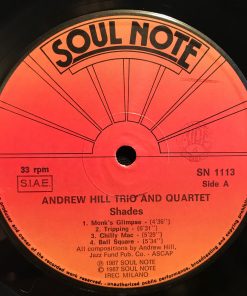 SOUL NOTE
33 rpm
S.I.A.E.
SN 1113
Side A
ANDREW HILL TRIO AND QUARTET
Shades
1. Monk's Glimpse - (4'36")
2. Tripping - (6'31")
3. Chilly Mac - (5'25")
4. Ball Square - (5'34")
All compositions by Andrew Hill,
Jazz Fund Pub. Co - ASCAP
℗ 1987 SOUL NOTE
© 1987 SOUL NOTE
IREC MILANO